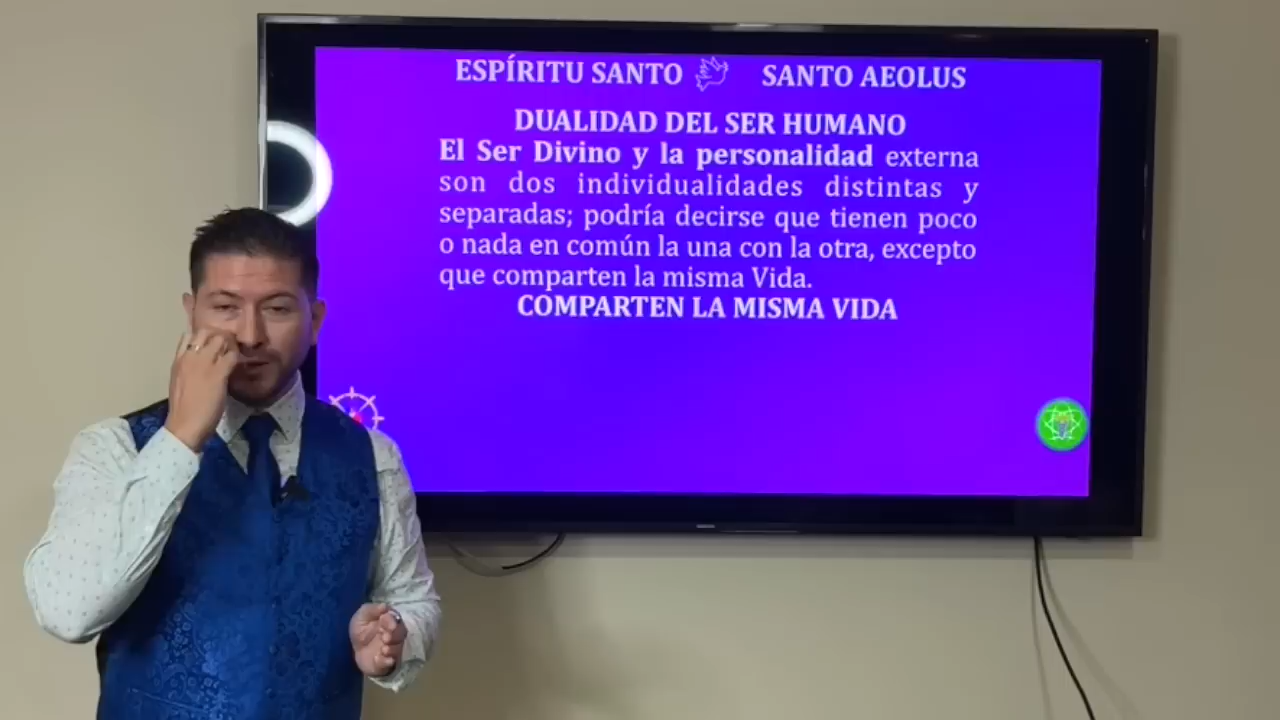 ESPÍRITU SANTO SANTO AEOLUS
DUALIDAD DEL SER HUMANO
El Ser Divino y la personalidad externa
son dos individualidades distintas y
separadas; podría decirse que tienen poco
o nada en común la una con la otra, excepto
que comparten la misma Vida.
COMPARTEN LA MISMA VIDA